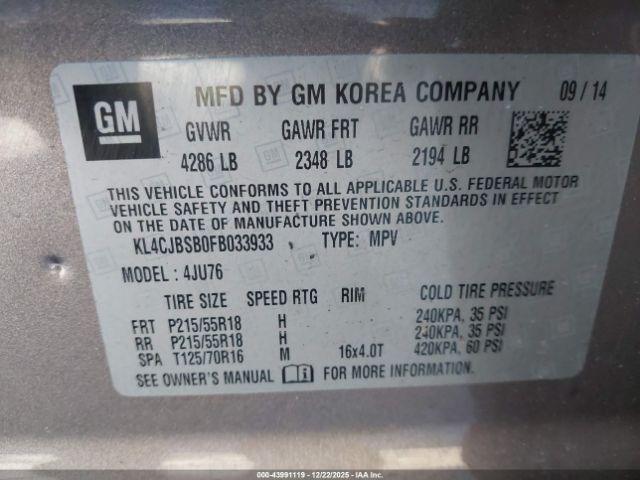 GM
MFD BY GM KOREA COMPANY 09/14
GVWR GAWR FRT GAWR RR
4286 LB 2348 LB 2194 LB
THIS VEHICLE CONFORMS TO ALL APPLICABLE U.S. FEDERAL MOTOR
VEHICLE SAFETY AND THEFT PREVENTION STANDARDS IN EFFECT
ON THE DATE OF MANUFACTURE SHOWN ABOVE.
KL4CJBSB0FB033933 TYPE: MPV
MODEL: 4JU76
TIRE SIZE SPEED RTG RIM COLD TIRE PRESSURE
FRT P215/55R18 H 240KPA, 35 PSI
RR P215/55R18 H 240KPA, 35 PSI
SPA T125/70R16 M 16x4.0T 420KPA, 60 PSI
SEE OWNER'S MANUAL FOR MORE INFORMATION.
000-43991119 - 12/22/2025 - IAAI.COM